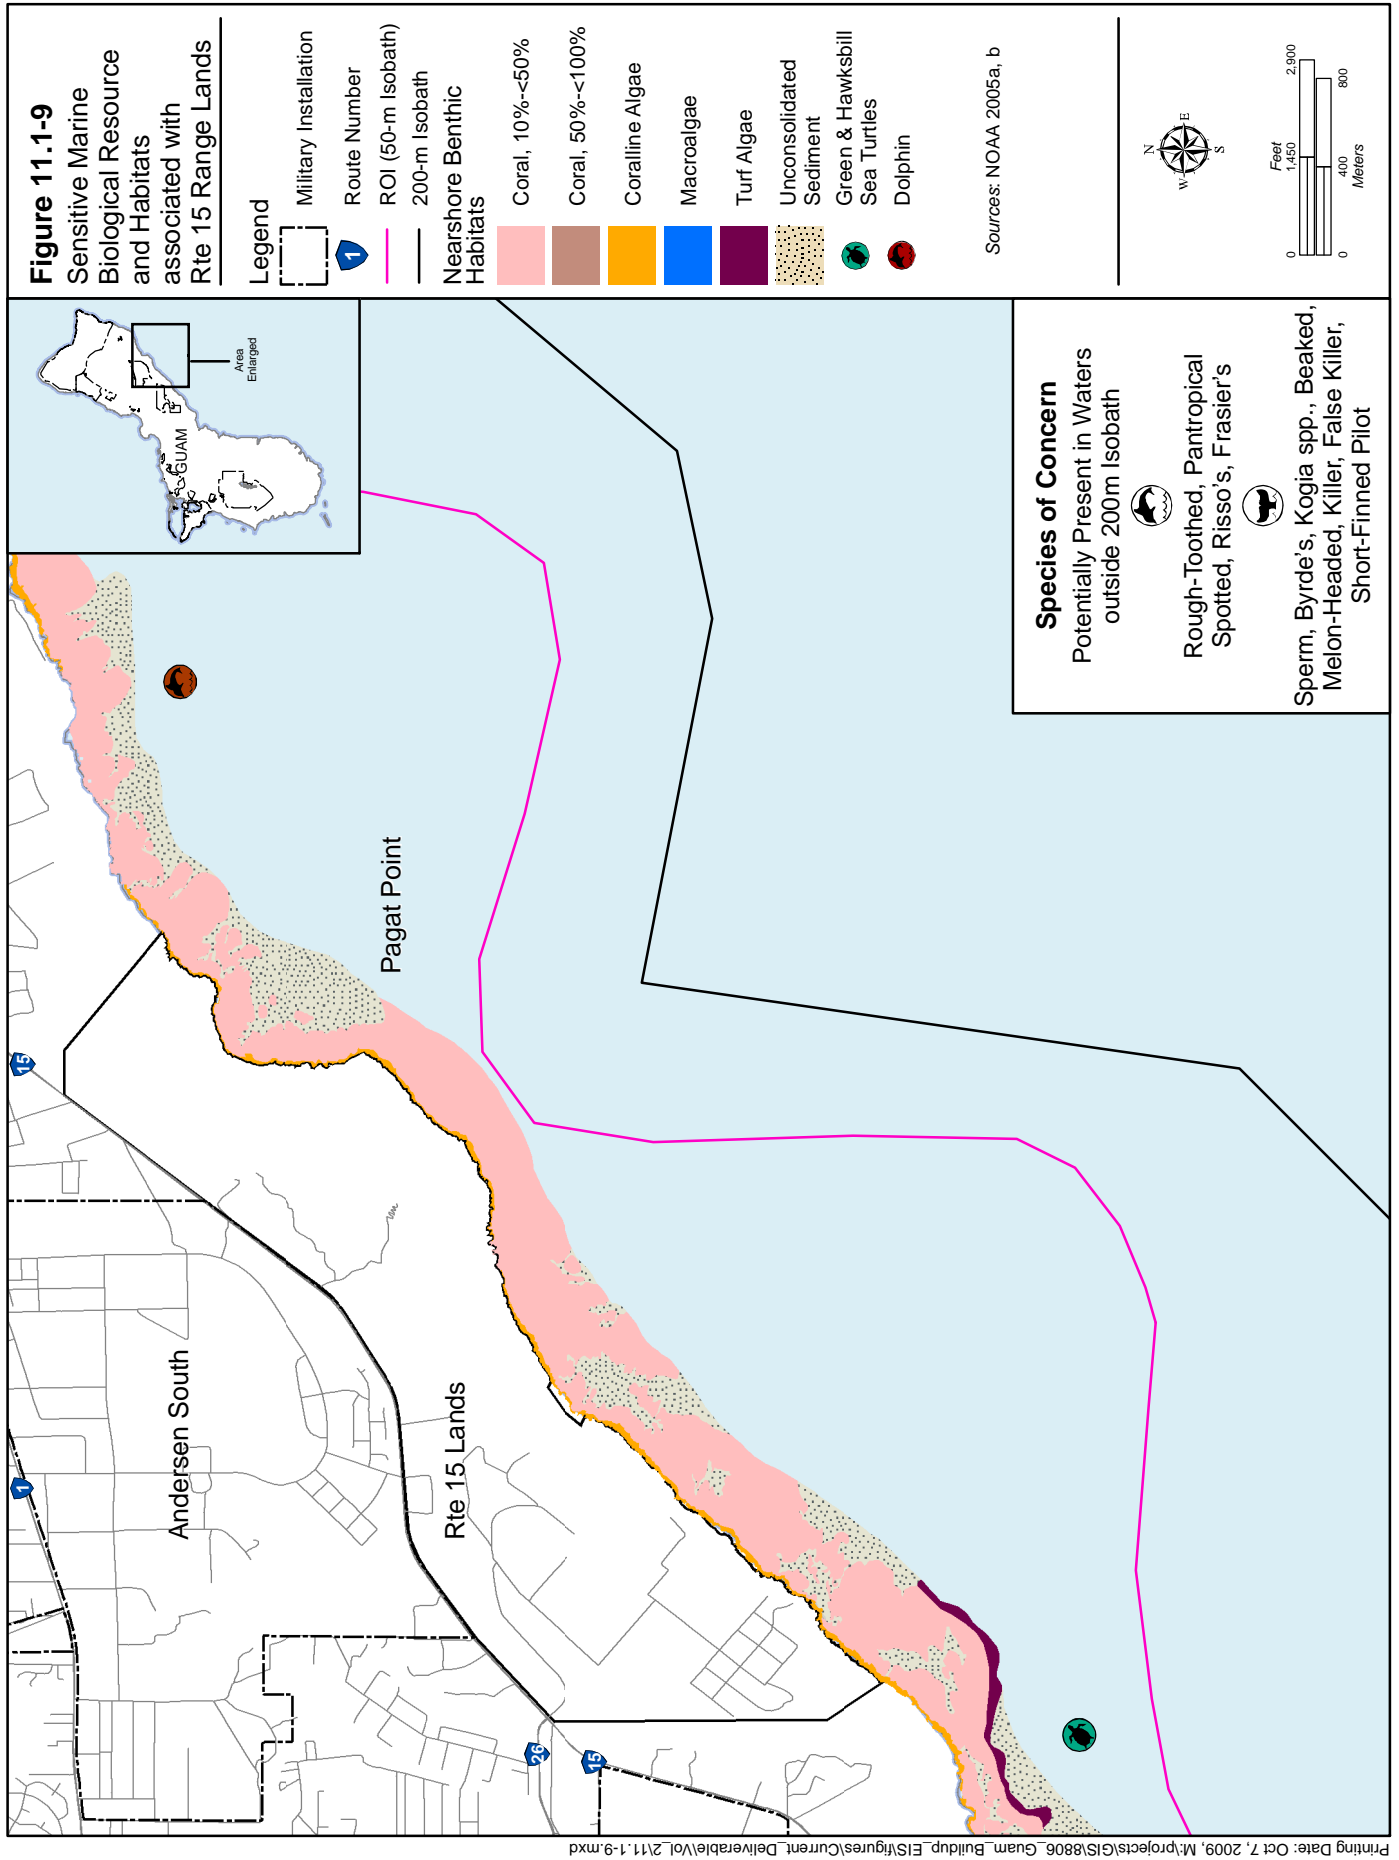 Figure 11.1-9
Sensitive Marine
Biological Resource
and Habitats
associated with
Rte 15 Range Lands
Legend
Military Installation
1
Route Number
ROI (50-m Isobath)
200-m Isobath
Nearshore Benthic
Habitats
Coral, 10%-<50%
Coral, 50%-<100%
Coralline Algae
Macroalgae
Turf Algae
Unconsolidated
Sediment
Green & Hawksbill
Sea Turtles
Dolphin
Sources: NOAA 2005a, b
N
W
E
S
Feet
0
1,450
2,900
0
400
800
Meters
GUAM
Area
Enlarged
1
15
Andersen South
Rte 15 Lands
Pagat Point
26
15
Species of Concern
Potentially Present in Waters
outside 200m Isobath
Rough-Toothed, Pantropical
Spotted, Risso's, Frasier's
Sperm, Byrde's, Kogia spp., Beaked,
Melon-Headed, Killer, False Killer,
Short-Finned Pilot
Printing Date: Oct 7, 2009, M:\projects\GIS\8806_Guam_Buildup_EIS\figures\Current_Deliverable\Vol_2\11.1-9.mxd